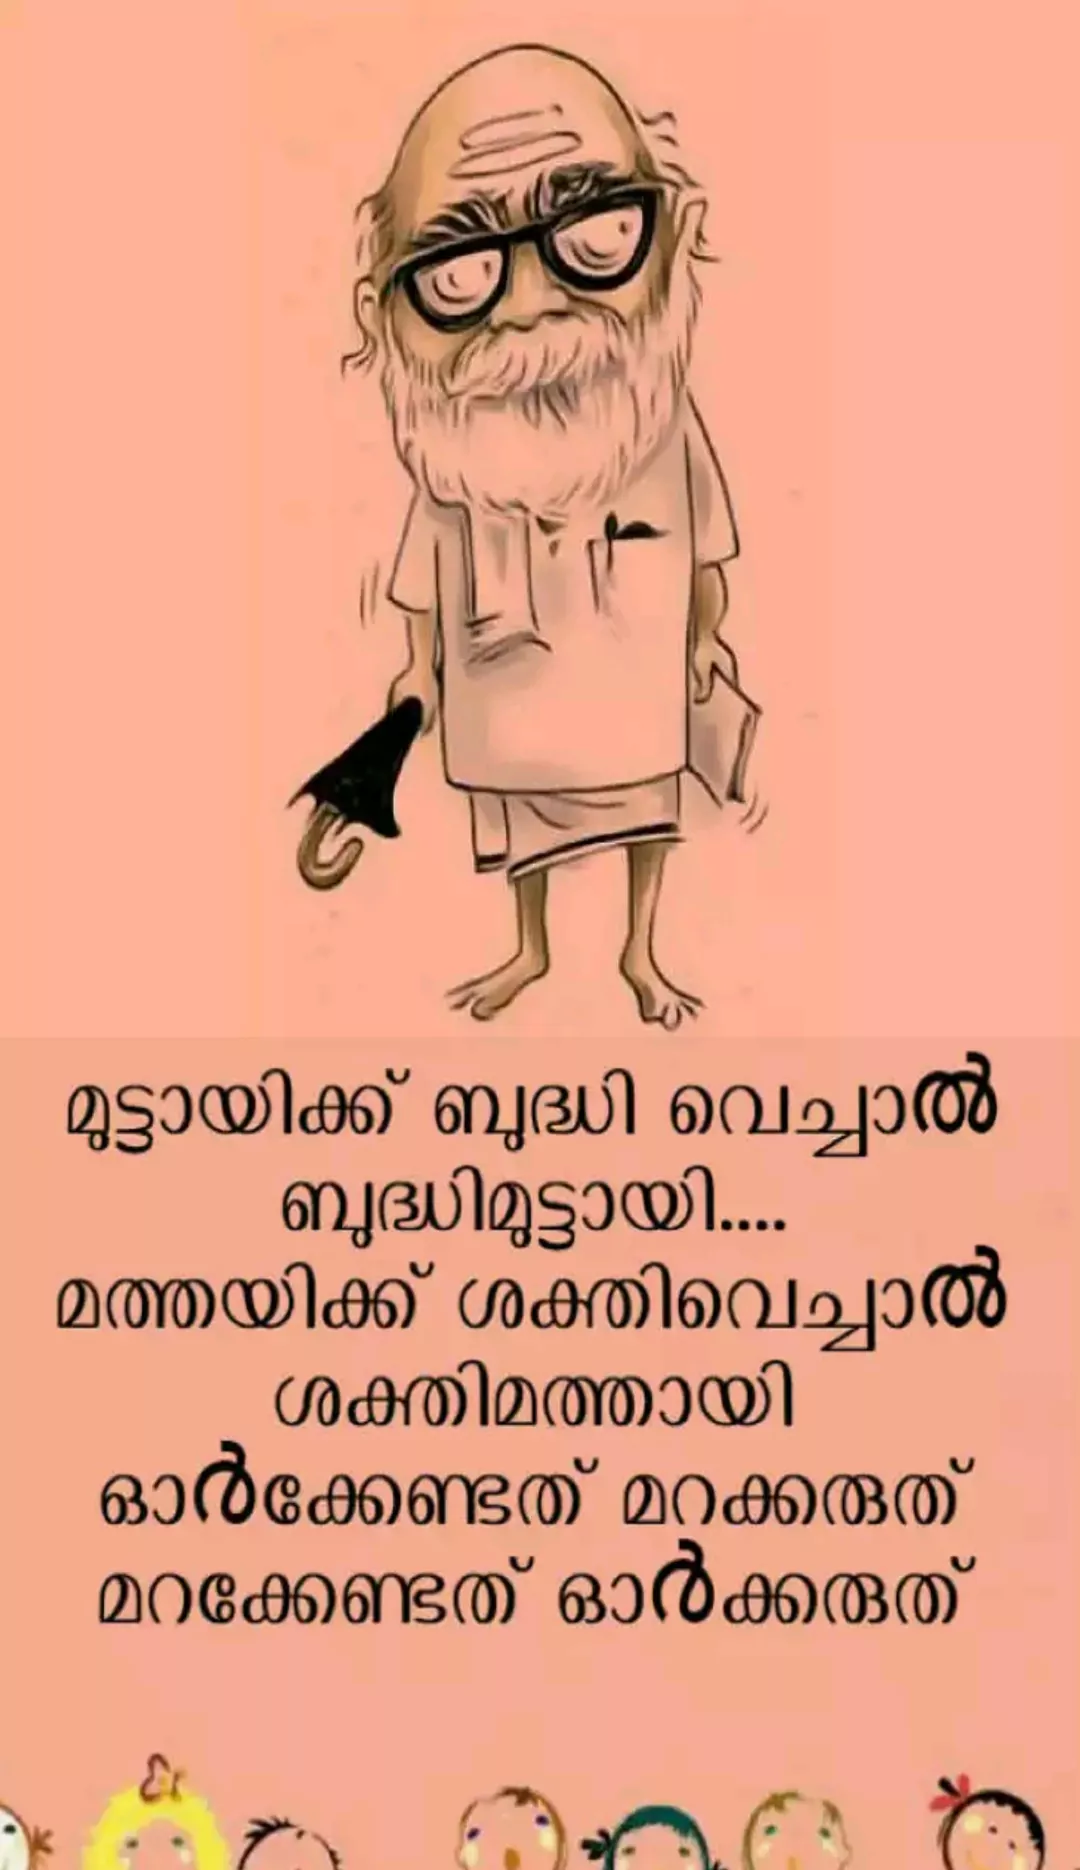 മുട്ടായിക്ക് ബുദ്ധി വെച്ചാൽ
ബുദ്ധിമുട്ടായി....
മത്തയിക്ക് ശക്തിവെച്ചാൽ
ശക്തിമത്തായി
ഓർക്കേണ്ടത് മറക്കരുത്
മറക്കേണ്ടത് ഓർക്കരുത്